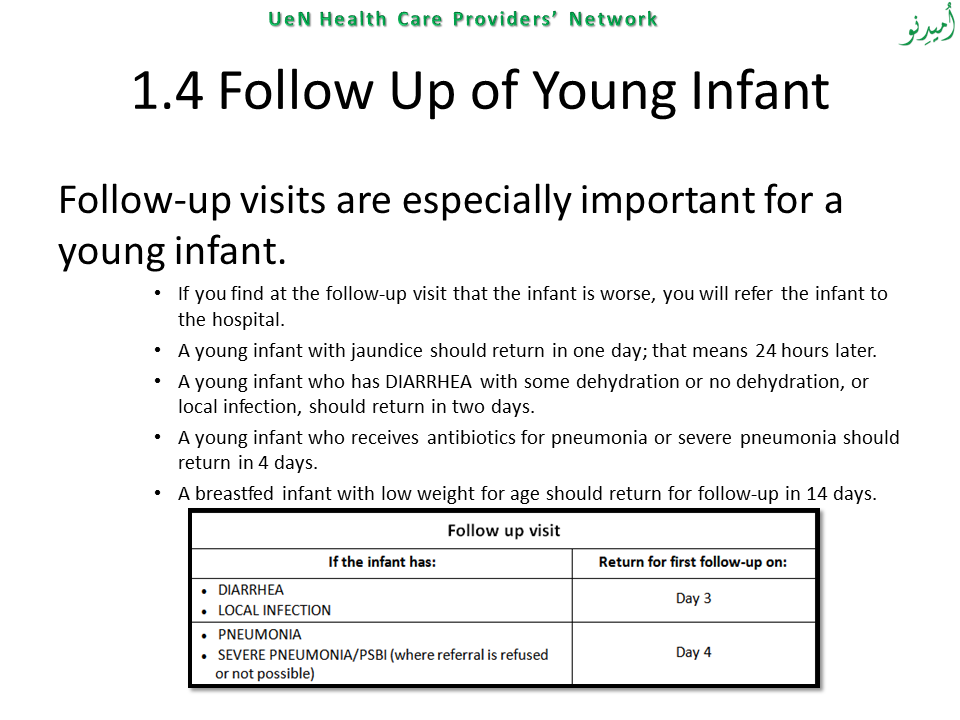 UeN Health Care Providers’ Network
أُميدِنو
1.4 Follow Up of Young Infant
Follow-up visits are especially important for a
young infant.
• If you find at the follow-up visit that the infant is worse, you will refer the infant to
the hospital.
• A young infant with jaundice should return in one day; that means 24 hours later.
• A young infant who has DIARRHEA with some dehydration or no dehydration, or
local infection, should return in two days.
• A young infant who receives antibiotics for pneumonia or severe pneumonia should
return in 4 days.
• A breastfed infant with low weight for age should return for follow-up in 14 days.
Follow up visit
If the infant has:
Return for first follow-up on:
• DIARRHEA
• LOCAL INFECTION
Day 3
• PNEUMONIA
• SEVERE PNEUMONIA/PSBI (where referral is refused
or not possible)
Day 4